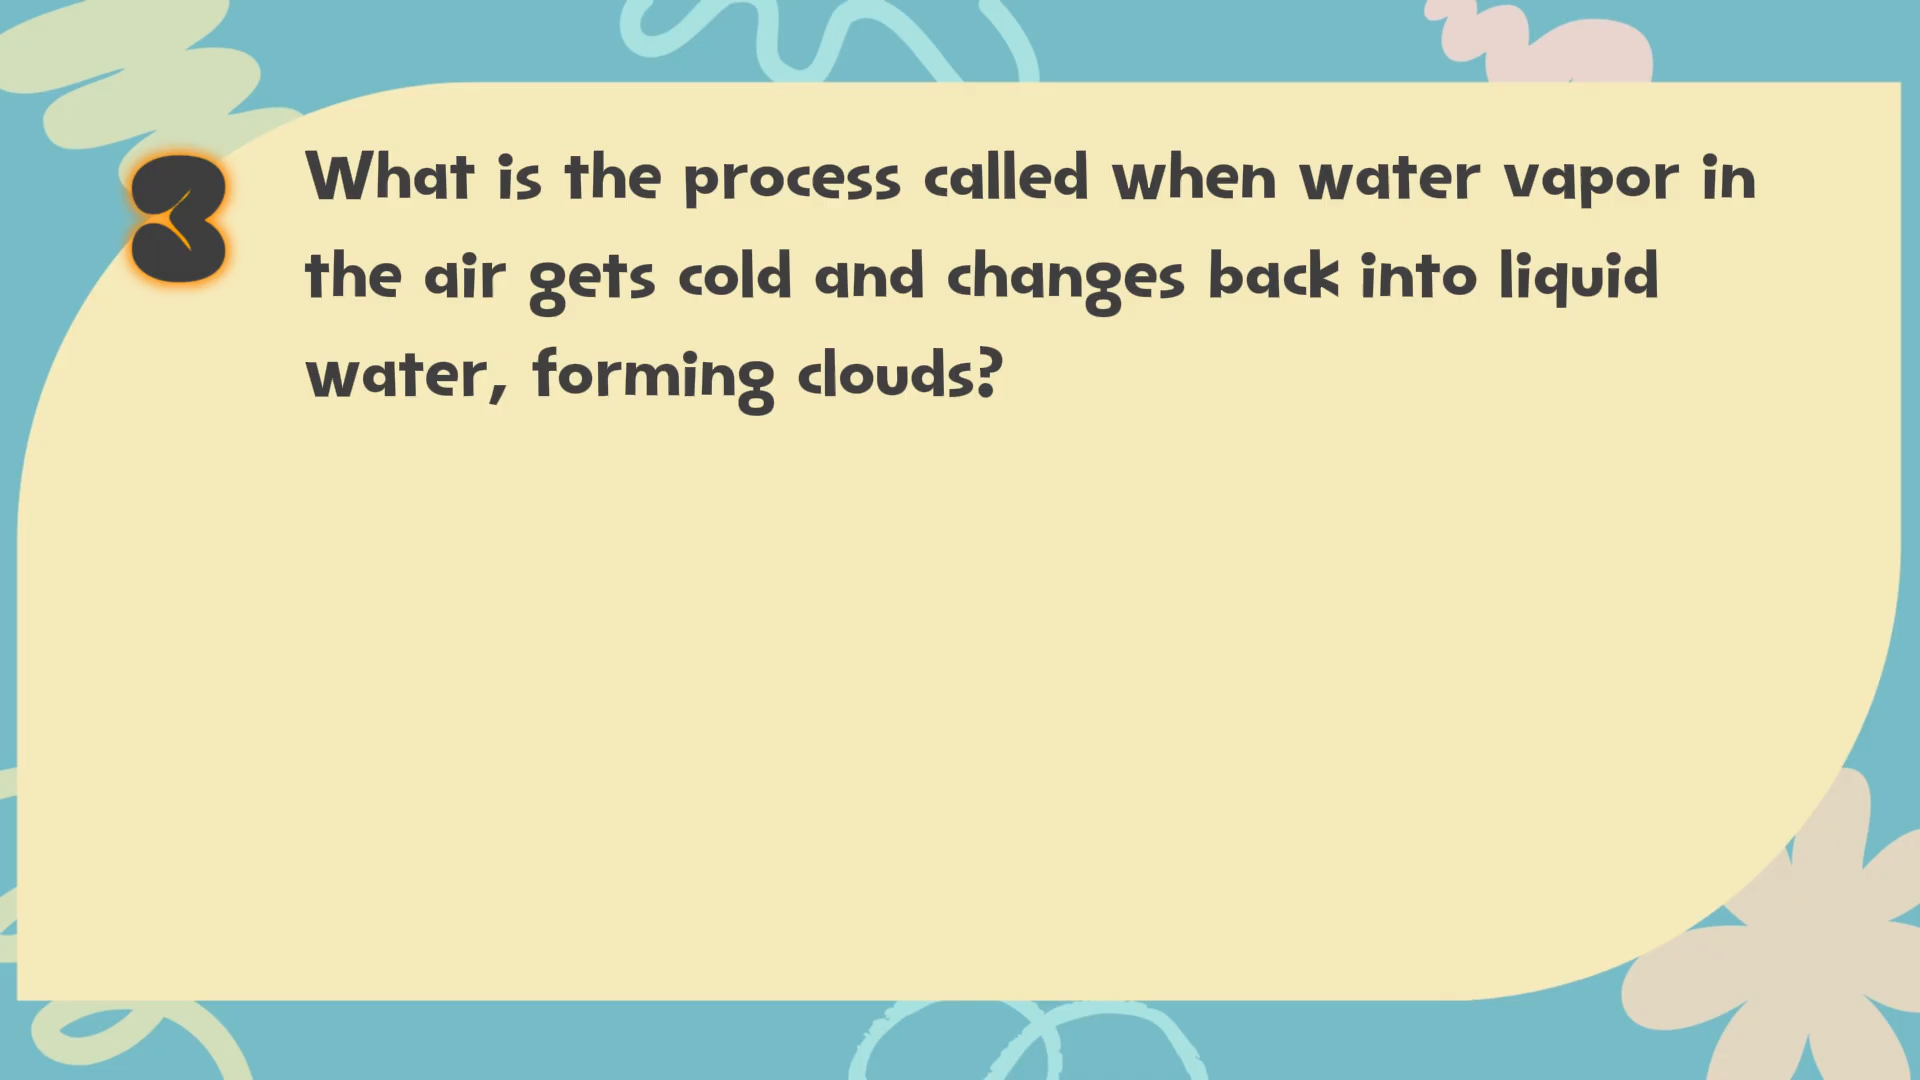 3
What is the process called when water vapor in
the air gets cold and changes back into liquid
water, forming clouds?